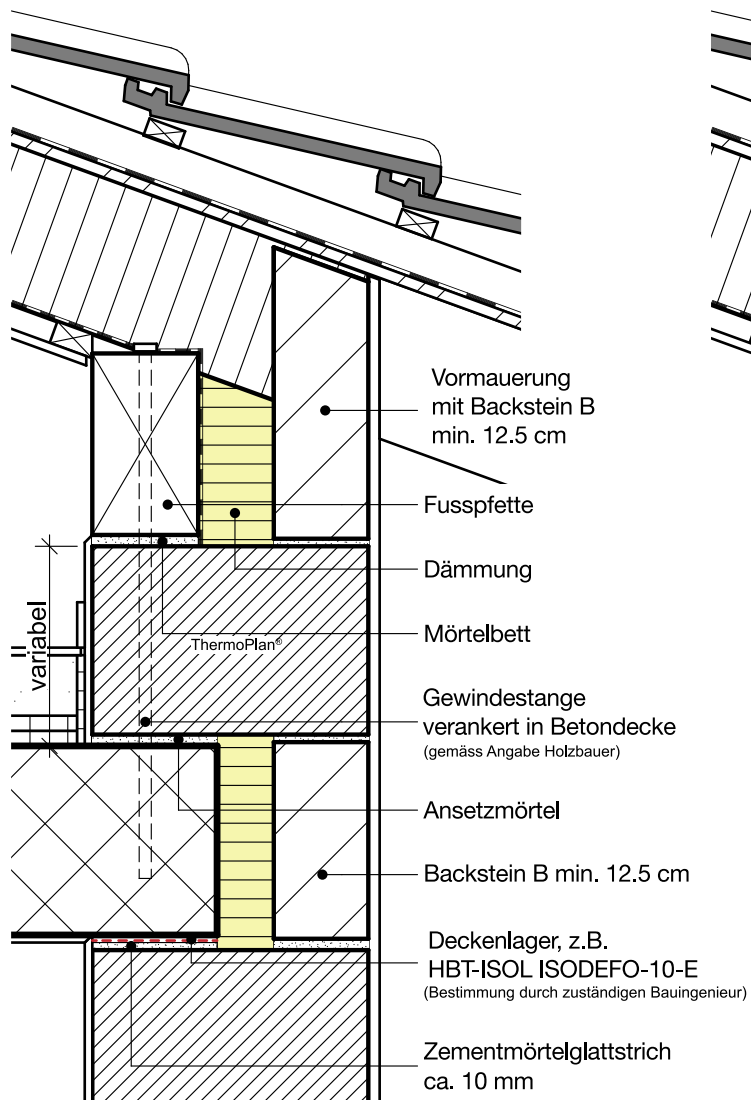 Vormauerung
mit Backstein B
min. 12.5 cm
Fusspfette
Dämmung
Mörtelbett
ThermoPlan®
variabel
Gewindestange
verankert in Betondecke
(gemäss Angabe Holzbauer)
Ansetzmörtel
Backstein B min. 12.5 cm
Deckenlager, z.B.
HBT-ISOL ISODEFO-10-E
(Bestimmung durch zuständigen Bauingenieur)
Zementmörtelglattstrich
ca. 10 mm